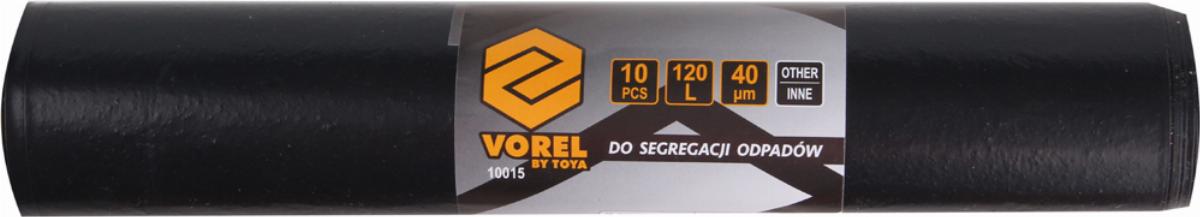 10 PCS
120 L
40 µm
OTHER
INNE
VOREL
BY TOYA
10015
DO SEGREGACJI ODPADÓW